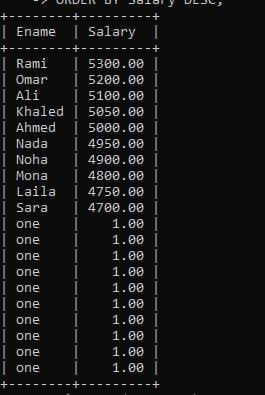 -> ORDER BY Salary DESC;
+--------+---------+
| Ename  | Salary  |
+--------+---------+
| Rami   | 5300.00 |
| Omar   | 5200.00 |
| Ali    | 5100.00 |
| Khaled | 5050.00 |
| Ahmed  | 5000.00 |
| Nada   | 4950.00 |
| Noha   | 4900.00 |
| Mona   | 4800.00 |
| Laila  | 4750.00 |
| Sara   | 4700.00 |
| one    |    1.00 |
| one    |    1.00 |
| one    |    1.00 |
| one    |    1.00 |
| one    |    1.00 |
| one    |    1.00 |
| one    |    1.00 |
| one    |    1.00 |
| one    |    1.00 |
| one    |    1.00 |
+--------+---------+